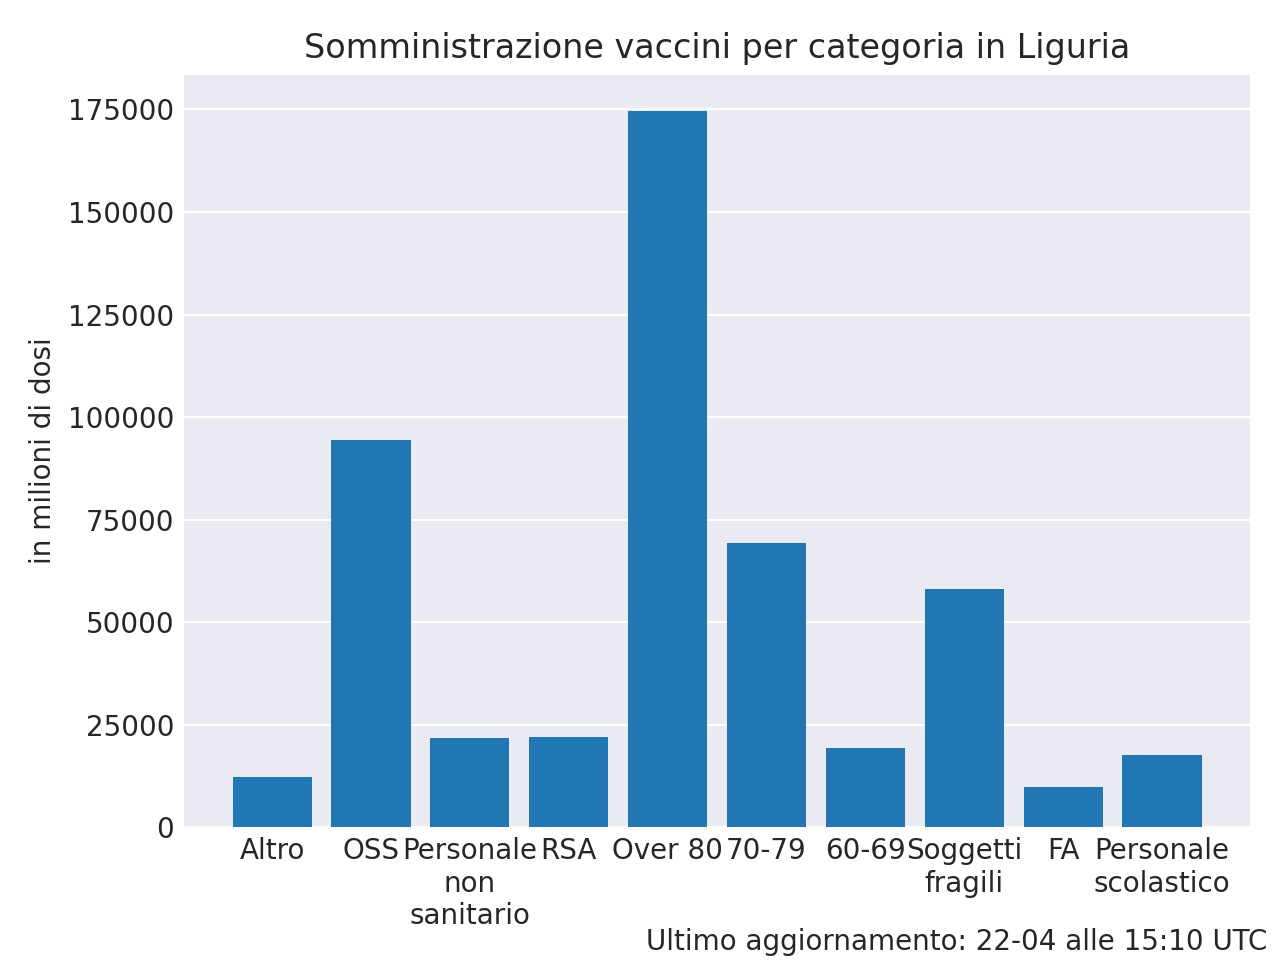 Somministrazione vaccini per categoria in Liguria
175000
150000
125000
100000
75000
50000
25000
0
in milioni di dosi
Altro
OSS
Personale
non
sanitario
RSA
Over 80
70-79
60-69
Soggetti
fragili
FA
Personale
scolastico
Ultimo aggiornamento: 22-04 alle 15:10 UTC